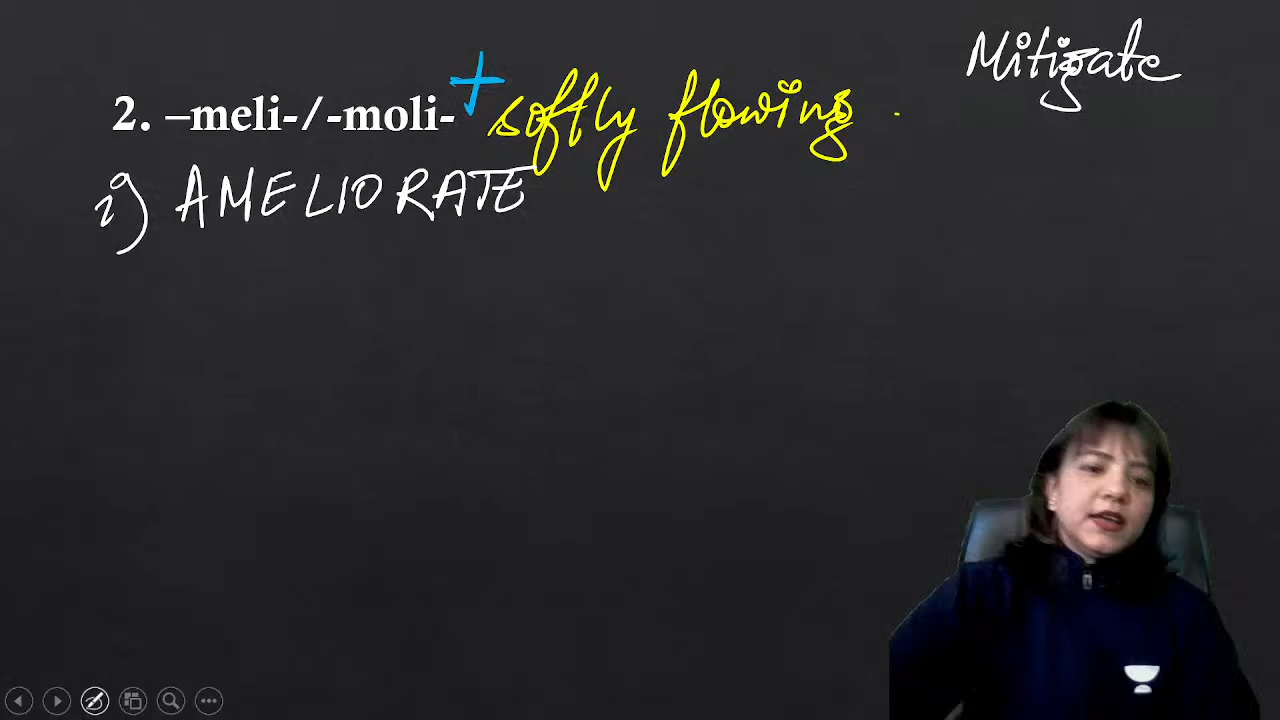 Mitigate
2. –meli-/-moli- + softly flowing .
i) AMELIORATE